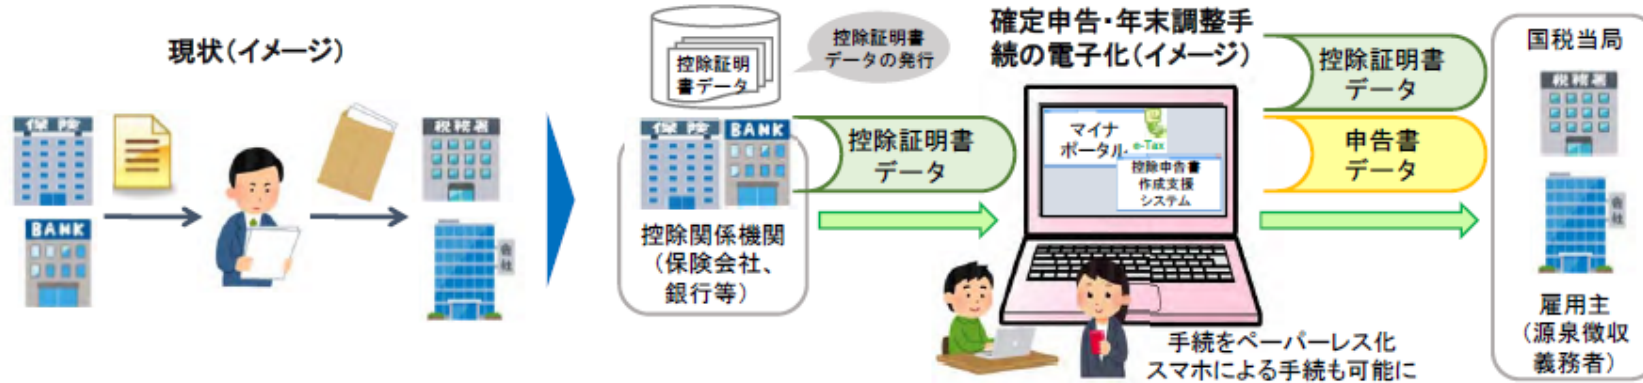 現状（イメージ）
保険
BANK
税務署
会社
控除証明
書データ
控除証明書
データの発行
保険
BANK
控除関係機関
（保険会社、
銀行等）
控除証明書
データ
確定申告・年末調整手
続の電子化（イメージ）
マイナ
ポータル
e-Tax
控除申告書
作成支援
システム
手続をペーパーレス化
スマホによる手続も可能に
控除証明書
データ
申告書
データ
国税当局
税務署
会社
雇用主
（源泉徴収
義務者）